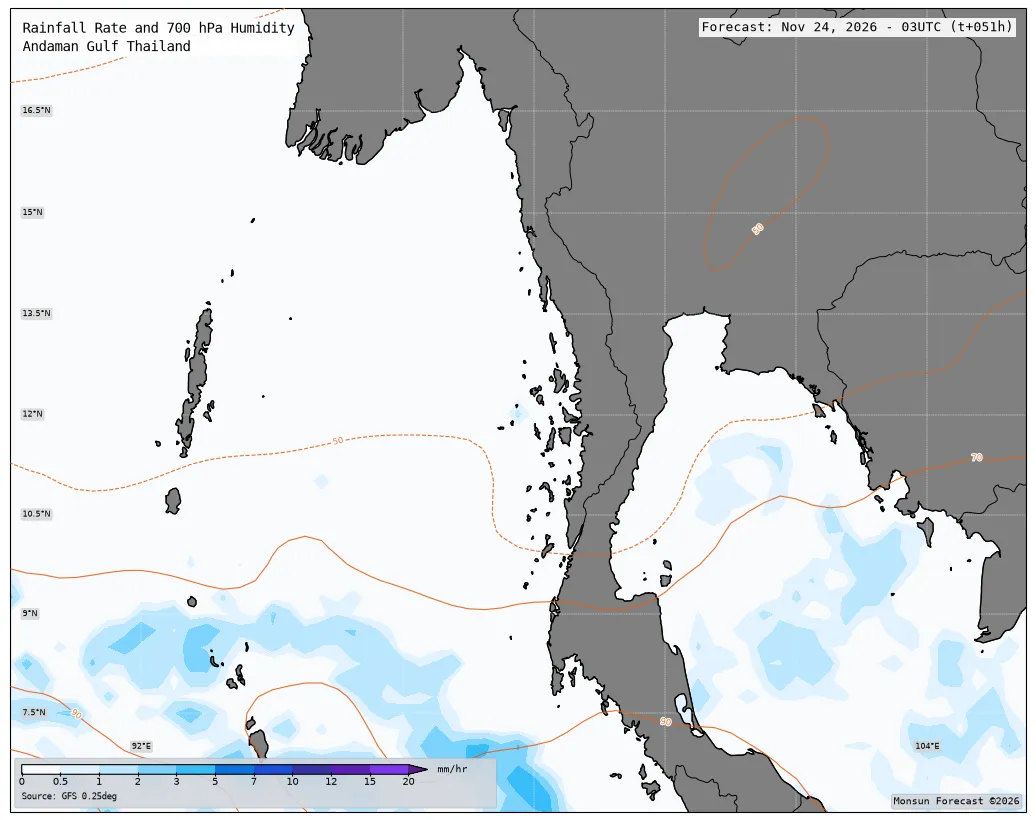 Rainfall Rate and 700 hPa Humidity
Andaman Gulf Thailand
Forecast: Nov 24, 2026 - 03UTC (t+051h)
16.5°N
15°N
50
13.5°N
12°N
50
70
10.5°N
9°N
7.5°N
90
90
92°E
104°E
mm/hr
0 0.5 1 2 3 5 7 10 12 15 20
Source: GFS 0.25deg
Monsun Forecast ©2026